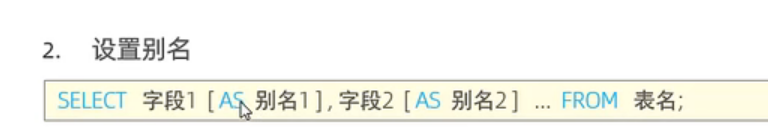 2. 设置别名
SELECT 字段1 [ AS 别名1 ] , 字段2 [ AS 别名2 ] ... FROM 表名;